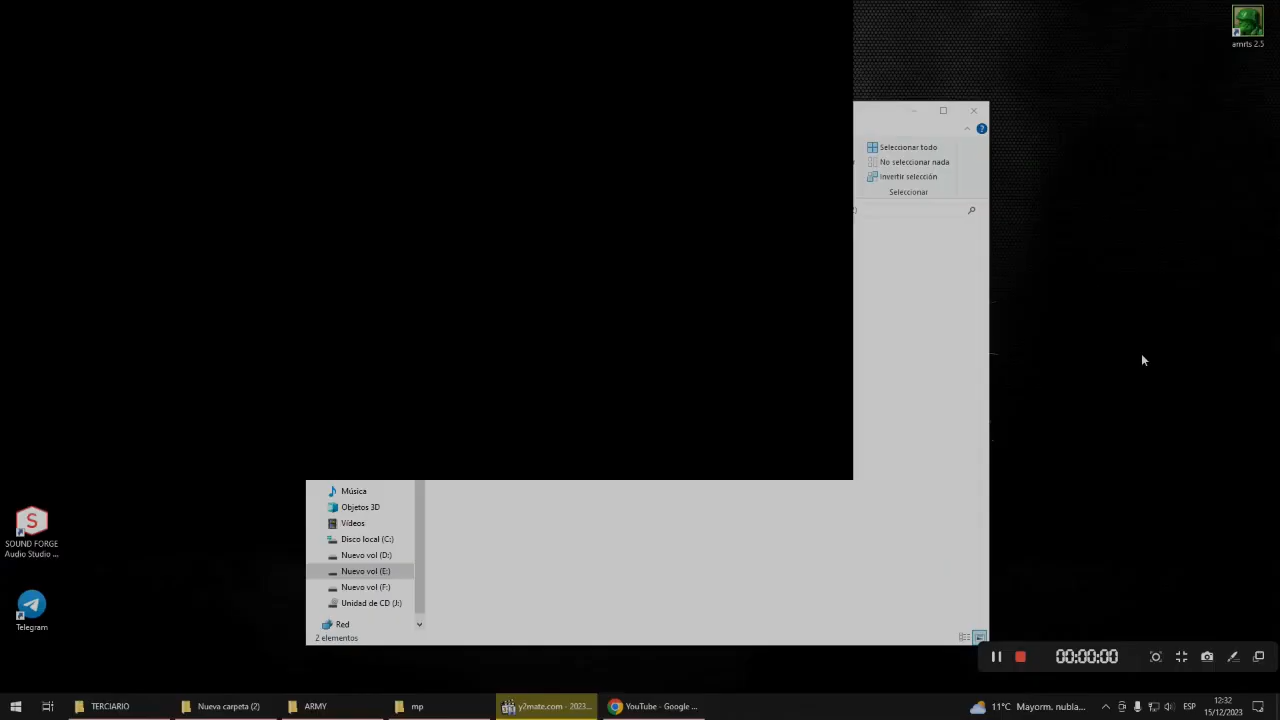 amrts 2.5
?
Seleccionar todo
No seleccionar nada
Invertir selección
Seleccionar
Música
Objetos 3D
Vídeos
Disco local (C:)
Nuevo vol (D:)
Nuevo vol (E:)
Nuevo vol (F:)
Unidad de CD (J:)
Red
2 elementos
S
SOUND FORGE
Audio Studio ...
Telegram
00:00:00
TERCIARIO
Nueva carpeta (2)
ARMY
mp
y2mate.com - 2023...
YouTube - Google ...
11°C Mayorm. nubla...
ESP
12:32
15/12/2023